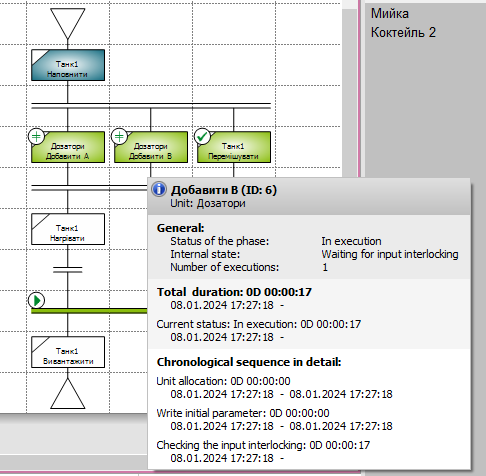 Мийка
Коктейль 2
Танк1
Наповнити
Дозатори
Добавити А
Дозатори
Добавити В
Танк1
Перемішувати
Танк1
Нагрівати
Танк1
Вивантажити
Добавити В (ID: 6)
Unit: Дозатори
General:
Status of the phase: In execution
Internal state: Waiting for input interlocking
Number of executions: 1
Total duration: 0D 00:00:17
08.01.2024 17:27:18 -
Current status: In execution: 0D 00:00:17
08.01.2024 17:27:18 -
Chronological sequence in detail:
Unit allocation: 0D 00:00:00
08.01.2024 17:27:18 - 08.01.2024 17:27:18
Write initial parameter: 0D 00:00:00
08.01.2024 17:27:18 - 08.01.2024 17:27:18
Checking the input interlocking: 0D 00:00:17
08.01.2024 17:27:18 -